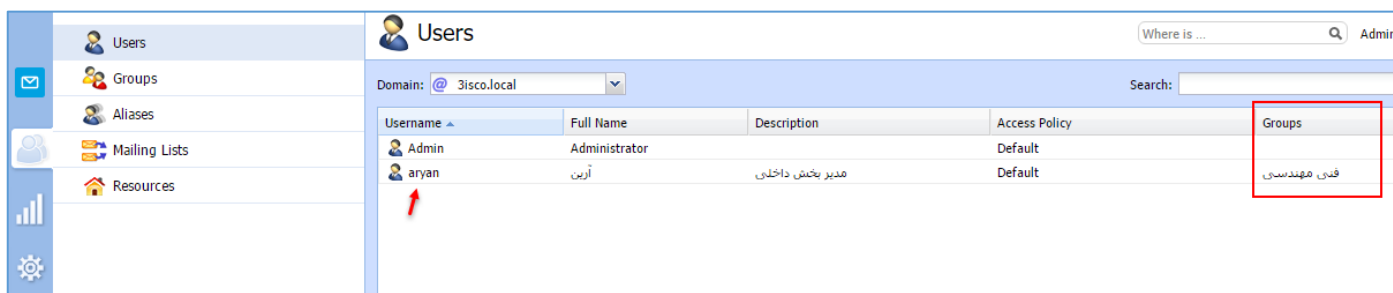 Users
Groups
Aliases
Mailing Lists
Resources
Users
Where is ...
Admin
Domain: @ 3isco.local
Search:
Username Full Name Description Access Policy Groups
Admin Administrator Default
aryan آرین مدیر بخش داخلی Default فنی مهندسی